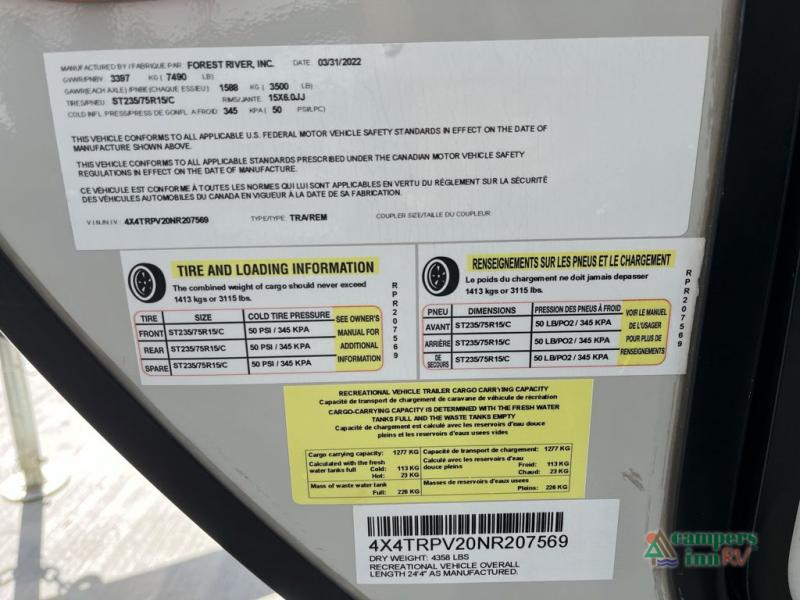 MANUFACTURED BY / FABRIQUE PAR FOREST RIVER, INC. DATE 03/31/2022
GVWR/PNBV 3397 KG ( 7490 LB)
GAWR(EACH AXLE) /PNBE (CHAQUE ESSIEU) 1588 KG ( 3500 LB)
TIRES/PNEU ST235/75R15/C RIMS/JANTE 15X6.0JJ
COLD INFL. PRESS/PRESS DE GONFL. A FROID 345 KPA ( 50 PSI/LPC)
THIS VEHICLE CONFORMS TO ALL APPLICABLE U.S. FEDERAL MOTOR VEHICLE SAFETY STANDARDS IN EFFECT ON THE DATE OF
MANUFACTURE SHOWN ABOVE.
THIS VEHICLE CONFORMS TO ALL APPLICABLE STANDARDS PRESCRIBED UNDER THE CANADIAN MOTOR VEHICLE SAFETY
REGULATIONS IN EFFECT ON THE DATE OF MANUFACTURE.
CE VÉHICULE EST CONFORME À TOUTES LES NORMES QUI LUI SONT APPLICABLES EN VERTU DU RÉGLEMENT SUR LA SÉCURITÉ
DES VÉHICULES AUTOMOBILES DU CANADA EN VIGUEUR À LA DATE DE SA FABRICATION.
V.I.N./N.I.V.: 4X4TRPV20NR207569 TYPE/TYPE: TRA/REM COUPLER SIZE/TAILLE DU COUPLEUR
TIRE AND LOADING INFORMATION
The combined weight of cargo should never exceed
1413 kgs or 3115 lbs.
TIRE SIZE COLD TIRE PRESSURE
FRONT ST235/75R15/C 50 PSI / 345 KPA
REAR ST235/75R15/C 50 PSI / 345 KPA
SPARE ST235/75R15/C 50 PSI / 345 KPA
SEE OWNER'S
MANUAL FOR
ADDITIONAL
INFORMATION
RPR207569
RENSEIGNEMENTS SUR LES PNEUS ET LE CHARGEMENT
Le poids du chargement ne doit jamais depasser
1413 kgs or 3115 lbs.
PNEU DIMENSIONS PRESSION DES PNEUS À FROID
AVANT ST235/75R15/C 50 LB/PO2 / 345 KPA
ARRIÈRE ST235/75R15/C 50 LB/PO2 / 345 KPA
DE SECOURS ST235/75R15/C 50 LB/PO2 / 345 KPA
VOIR LE MANUEL
DE L'USAGER
POUR PLUS DE
RENSEIGNEMENTS
RPR207569
RECREATIONAL VEHICLE TRAILER CARGO CARRYING CAPACITY
Capacité de transport de chargement de caravane de véhicule de récréation
CARGO-CARRYING CAPACITY IS DETERMINED WITH THE FRESH WATER
TANKS FULL AND THE WASTE TANKS EMPTY
Capacité de transport de chargement avec les reservoirs d'eau douce
pleins et les reservoirs d'eaux usees vides
Cargo carrying capacity: 1277 KG
Calculated with the fresh
water tanks full Cold: 113 KG
Hot: 23 KG
Mass of waste water tank
Full: 226 KG
Capacité de transport de chargement: 1277 KG
Calculé avec les reservoirs d'eau
douce pleins Froid: 113 KG
Chaud: 23 KG
Masses de reservoirs d'eaux usees
Pleins: 226 KG
4X4TRPV20NR207569
DRY WEIGHT: 4358 LBS
RECREATIONAL VEHICLE OVERALL
LENGTH 24'4" AS MANUFACTURED.
campers
inn RV